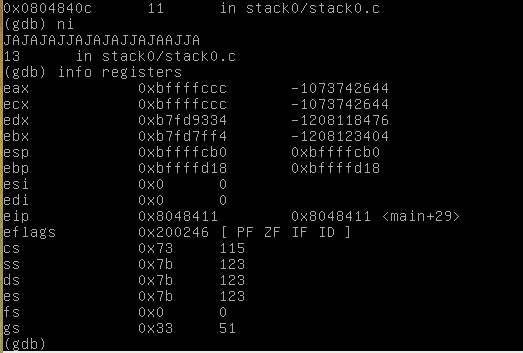 0x0804840c      11      in stack0/stack0.c
(gdb) ni
JAJAJAJJAJAJAJJAJAAJJA
13      in stack0/stack0.c
(gdb) info registers
eax            0xbffffccc       -1073742644
ecx            0xbffffccc       -1073742644
edx            0xb7fd9334       -1208118476
ebx            0xb7fd7ff4       -1208123404
esp            0xbffffcb0       0xbffffcb0
ebp            0xbffffd18       0xbffffd18
esi            0x0      0
edi            0x0      0
eip            0x8048411        0x8048411 <main+29>
eflags         0x200246 [ PF ZF IF ID ]
cs             0x73     115
ss             0x7b     123
ds             0x7b     123
es             0x7b     123
fs             0x0      0
gs             0x33     51
(gdb)